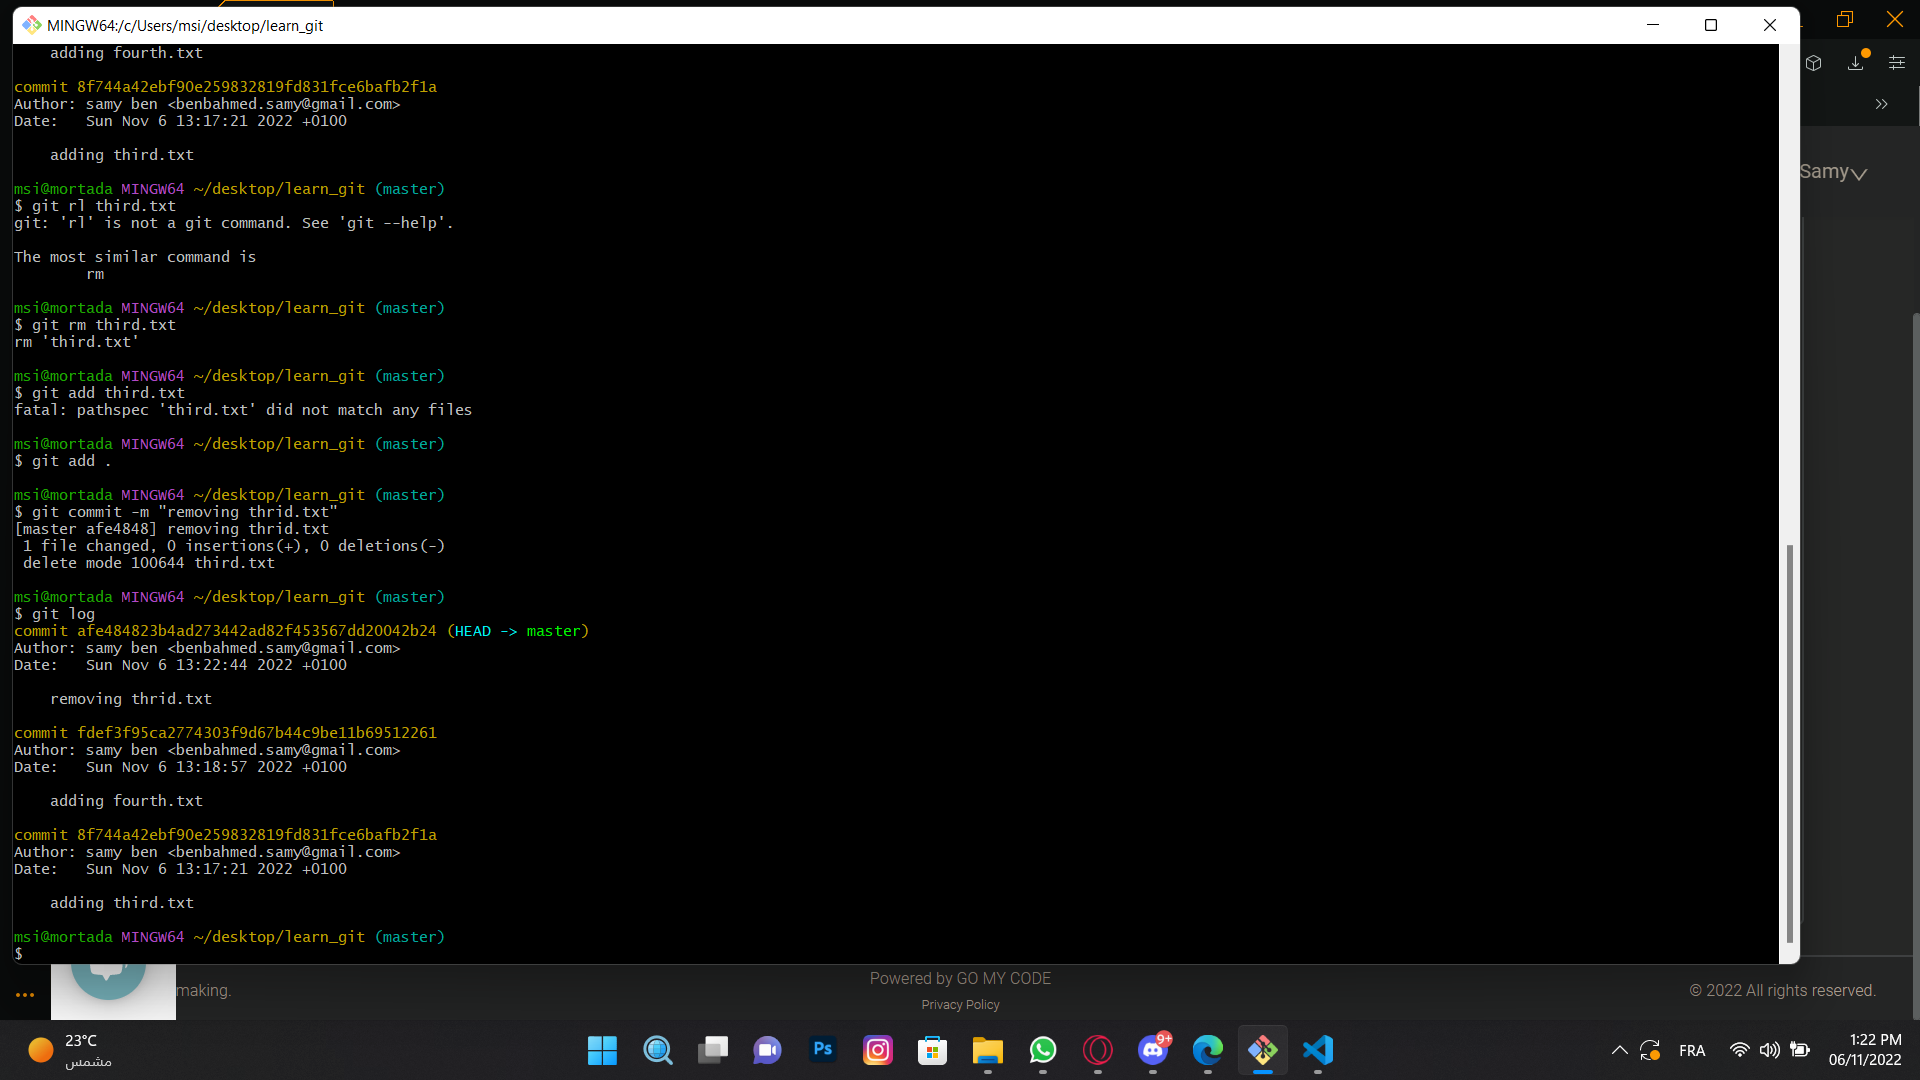 MINGW64:/c/Users/msi/desktop/learn_git
    adding fourth.txt
commit 8f744a42ebf90e259832819fd831fce6bafb2f1a
Author: samy ben <benbahmed.samy@gmail.com>
Date:   Sun Nov 6 13:17:21 2022 +0100
    adding third.txt
msi@mortada MINGW64 ~/desktop/learn_git (master)
$ git rl third.txt
git: 'rl' is not a git command. See 'git --help'.
The most similar command is
        rm
msi@mortada MINGW64 ~/desktop/learn_git (master)
$ git rm third.txt
rm 'third.txt'
msi@mortada MINGW64 ~/desktop/learn_git (master)
$ git add third.txt
fatal: pathspec 'third.txt' did not match any files
msi@mortada MINGW64 ~/desktop/learn_git (master)
$ git add .
msi@mortada MINGW64 ~/desktop/learn_git (master)
$ git commit -m "removing thrid.txt"
[master afe4848] removing thrid.txt
 1 file changed, 0 insertions(+), 0 deletions(-)
 delete mode 100644 third.txt
msi@mortada MINGW64 ~/desktop/learn_git (master)
$ git log
commit afe484823b4ad273442ad82f453567dd20042b24 (HEAD -> master)
Author: samy ben <benbahmed.samy@gmail.com>
Date:   Sun Nov 6 13:22:44 2022 +0100
    removing thrid.txt
commit fdef3f95ca2774303f9d67b44c9be11b69512261
Author: samy ben <benbahmed.samy@gmail.com>
Date:   Sun Nov 6 13:18:57 2022 +0100
    adding fourth.txt
commit 8f744a42ebf90e259832819fd831fce6bafb2f1a
Author: samy ben <benbahmed.samy@gmail.com>
Date:   Sun Nov 6 13:17:21 2022 +0100
    adding third.txt
msi@mortada MINGW64 ~/desktop/learn_git (master)
$
Samy
making.
Powered by GO MY CODE
Privacy Policy
© 2022 All rights reserved.
23°C
مشمس
Ps
9+
FRA
1:22 PM
06/11/2022